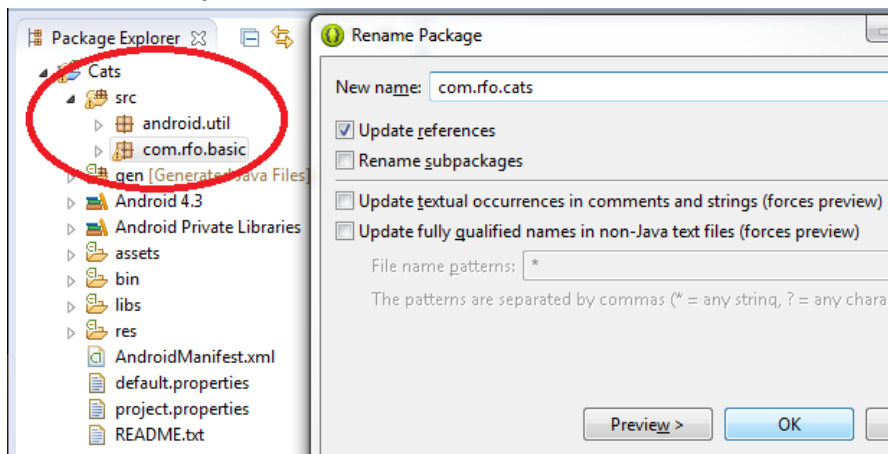 Package Explorer
Cats
src
android.util
com.rfo.basic
gen [Generated Java Files]
Android 4.3
Android Private Libraries
assets
bin
libs
res
AndroidManifest.xml
default.properties
project.properties
README.txt
Rename Package
New name: com.rfo.cats
Update references
Rename subpackages
Update textual occurrences in comments and strings (forces preview)
Update fully qualified names in non-Java text files (forces preview)
File name patterns: *
The patterns are separated by commas (* = any string, ? = any chara
Preview >
OK